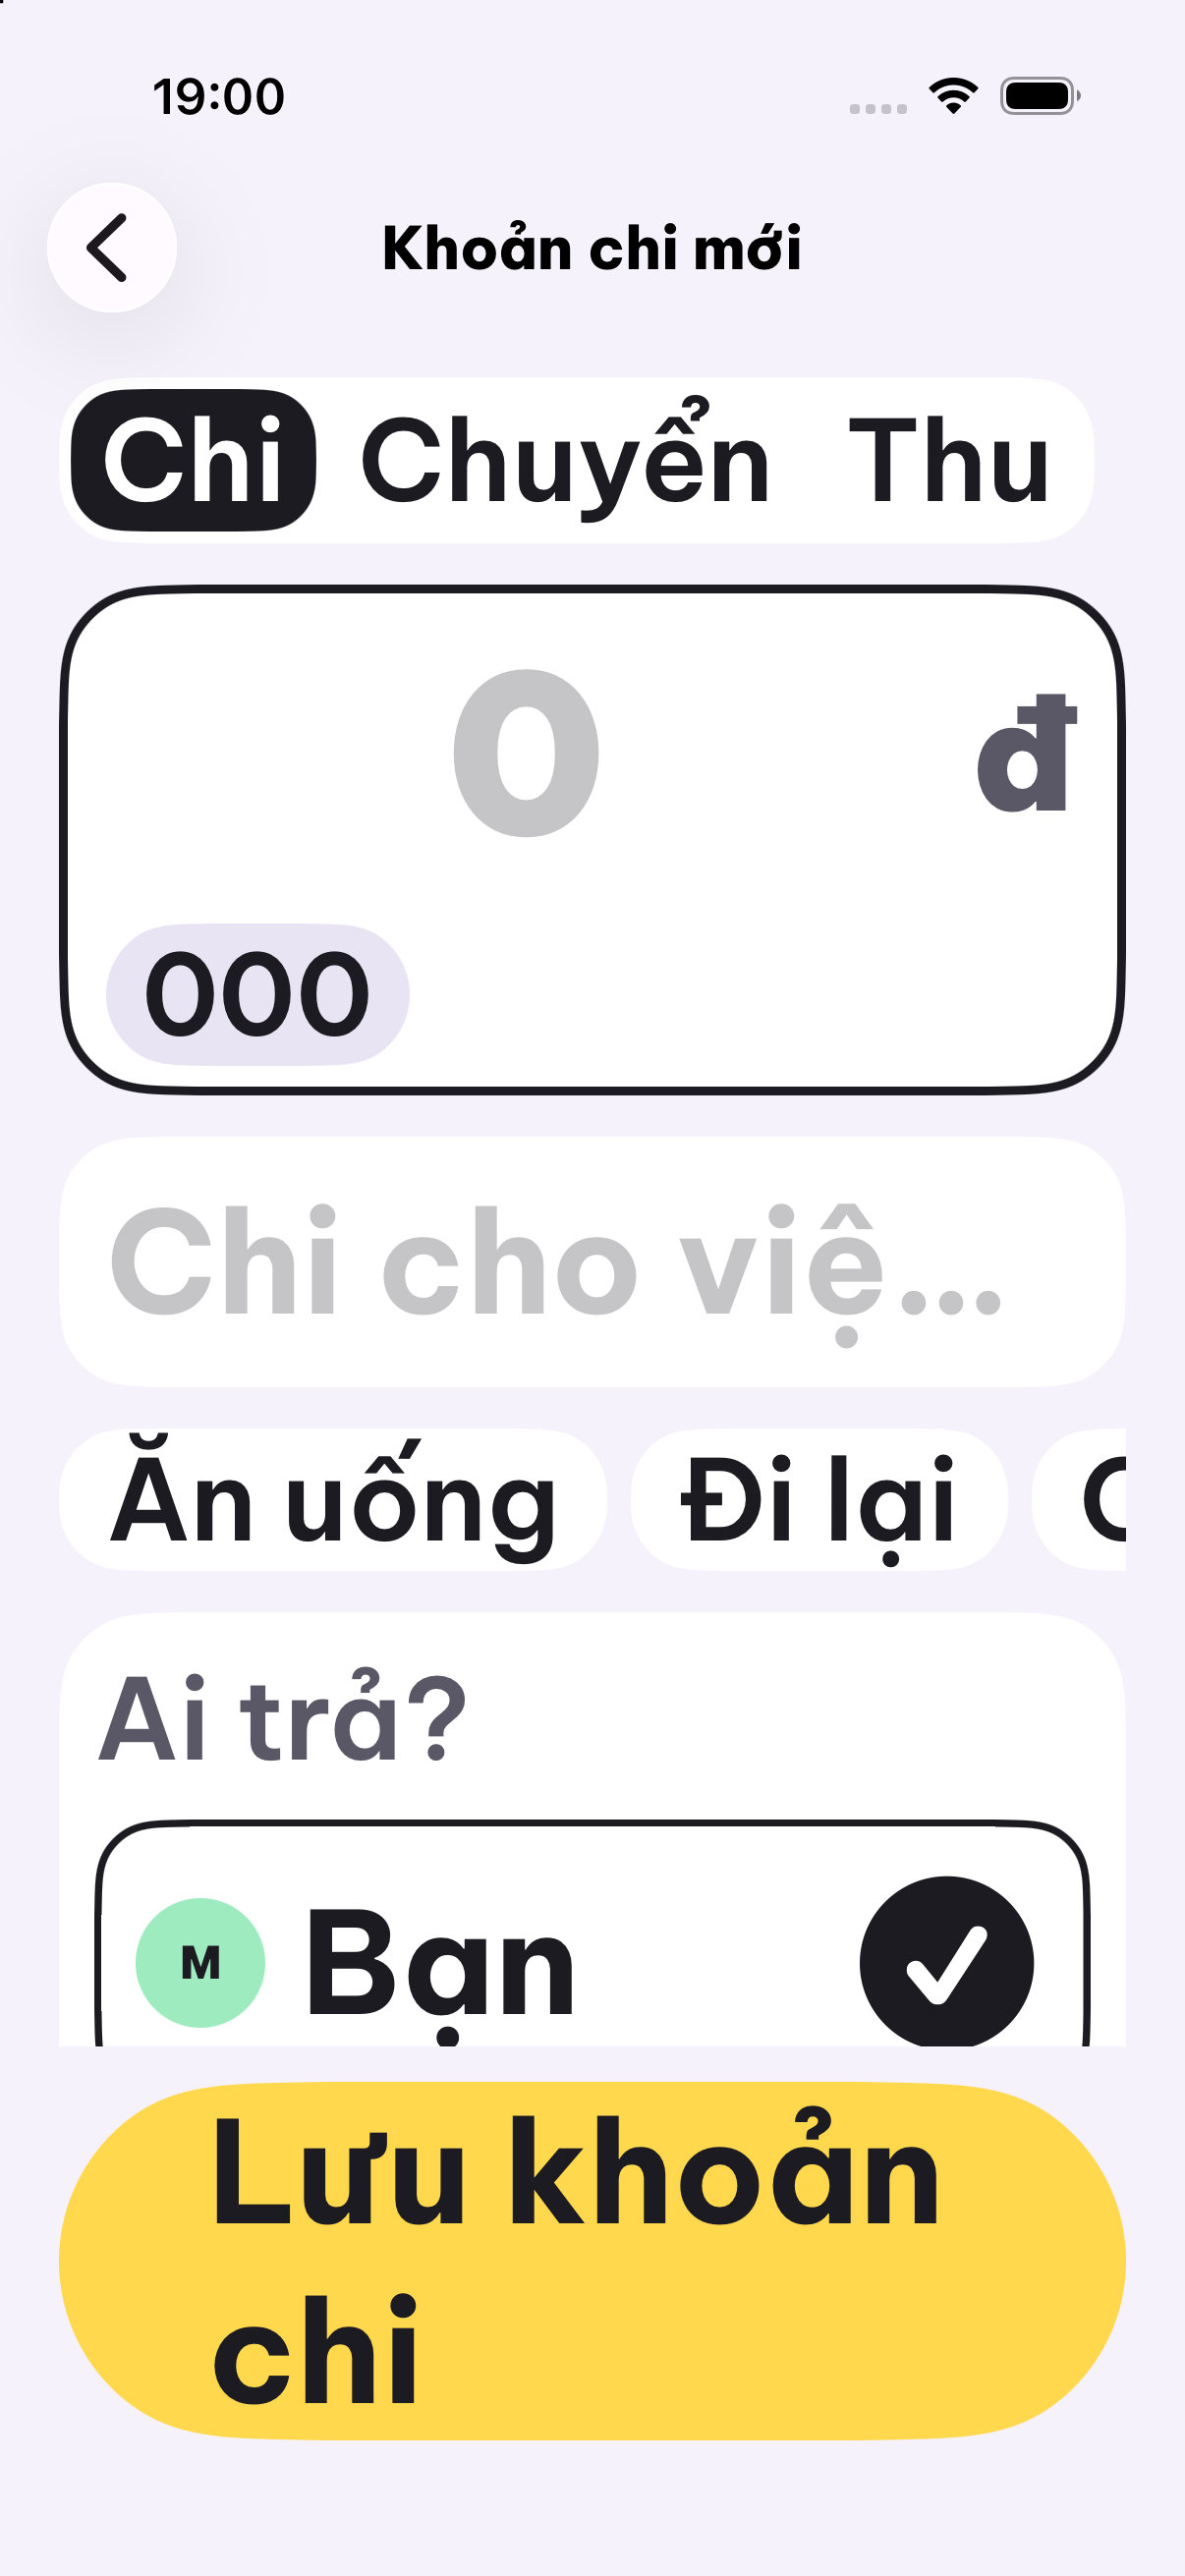 19:00
Khoản chi mới
Chi Chuyển Thu
0 đ
000
Chi cho việ...
Ăn uống Đi lại
Ai trả?
M Bạn
Lưu khoản
chi